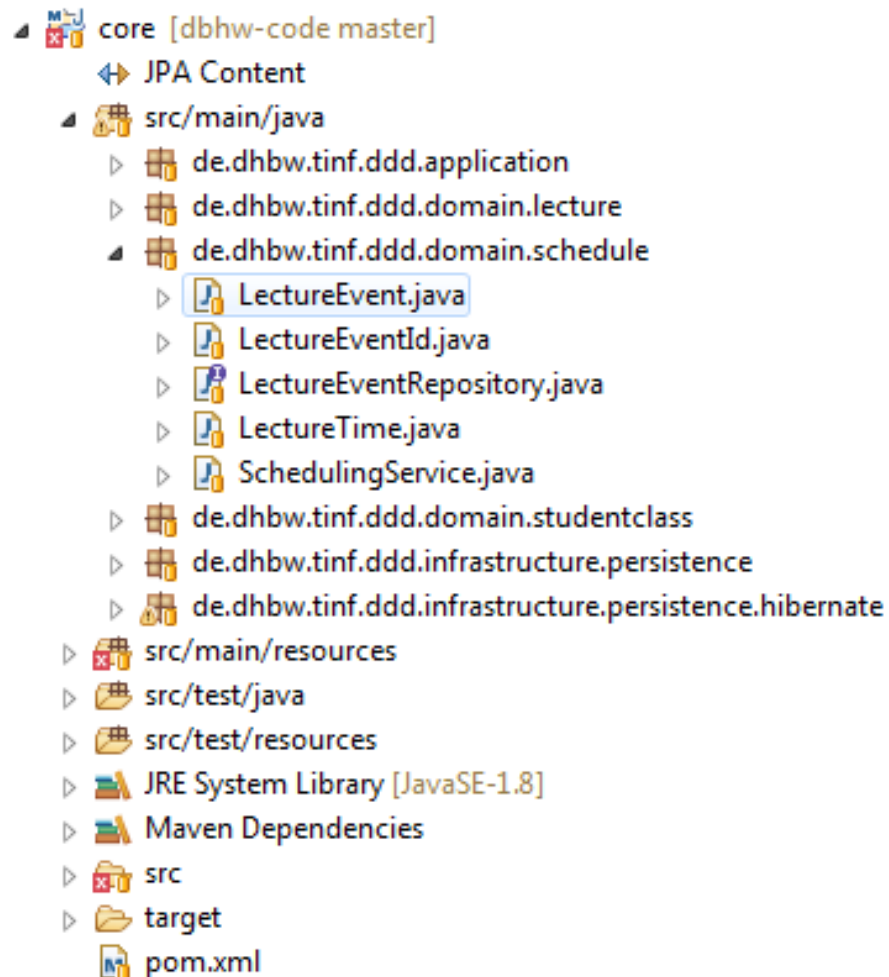 core [dbhw-code master]
JPA Content
src/main/java
de.dhbw.tinf.ddd.application
de.dhbw.tinf.ddd.domain.lecture
de.dhbw.tinf.ddd.domain.schedule
LectureEvent.java
LectureEventId.java
LectureEventRepository.java
LectureTime.java
SchedulingService.java
de.dhbw.tinf.ddd.domain.studentclass
de.dhbw.tinf.ddd.infrastructure.persistence
de.dhbw.tinf.ddd.infrastructure.persistence.hibernate
src/main/resources
src/test/java
src/test/resources
JRE System Library [JavaSE-1.8]
Maven Dependencies
src
target
pom.xml